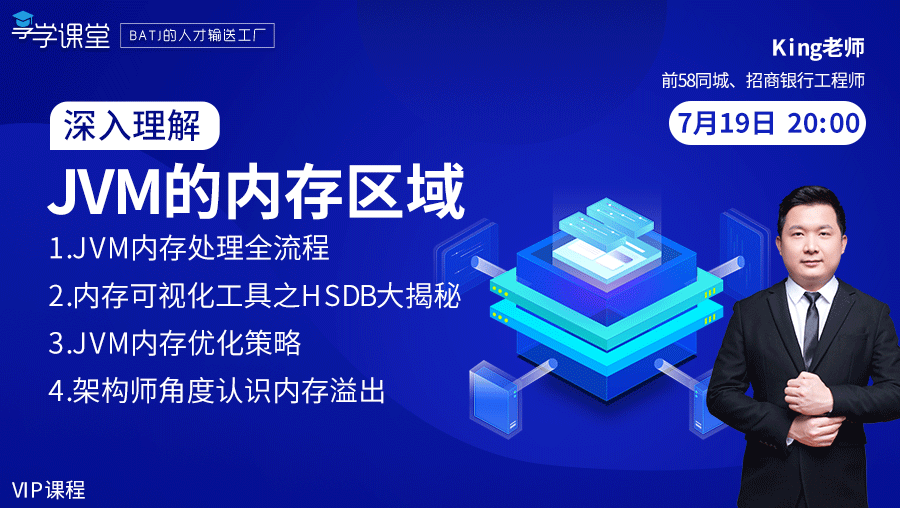 享学课堂
BATJ的人才输送工厂
King老师
前58同城、招商银行工程师
7月19日 20:00
深入理解
JVM的内存区域
1.JVM内存处理全流程
2.内存可视化工具之HSDB大揭秘
3.JVM内存优化策略
4.架构师角度认识内存溢出
VIP课程